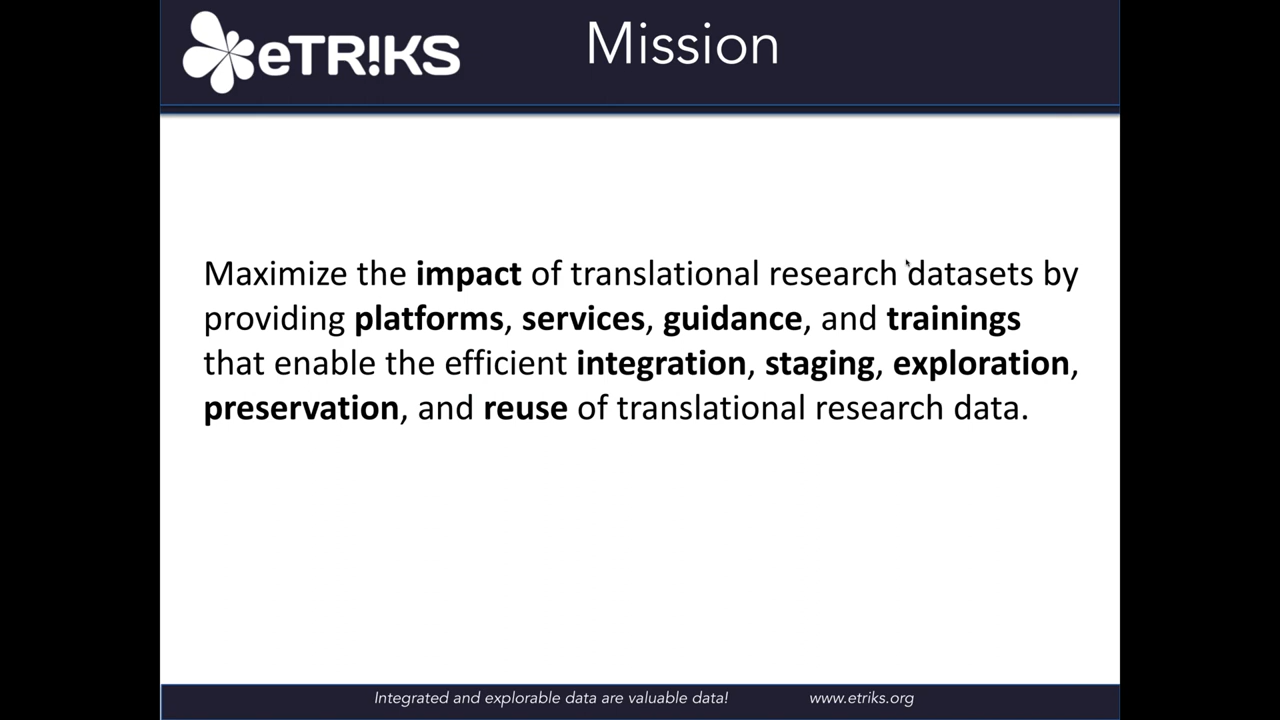 eTR!KS
Mission
Maximize the impact of translational research datasets by
providing platforms, services, guidance, and trainings
that enable the efficient integration, staging, exploration,
preservation, and reuse of translational research data.
Integrated and explorable data are valuable data!
www.etriks.org